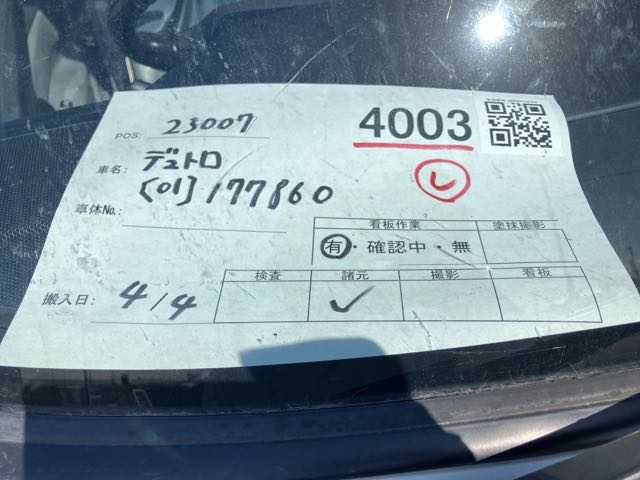 POS: 23007
4003
車名: デュトロ
し
車休No.: (01)177860
看板作業 塗抹撮影
有・確認中・無
検査 諸元 撮影 看板
搬入日: 4/4 ✓